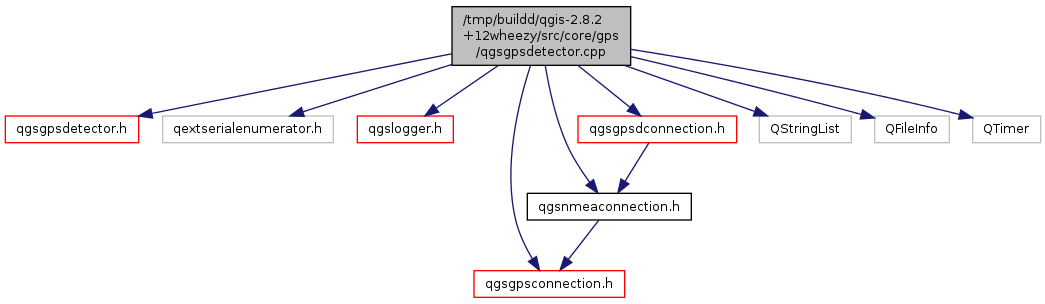 /tmp/buildd/qgis-2.8.2
+12wheezy/src/core/gps
/qgsgpsdetector.cpp
qgsgpsdetector.h
qextserialenumerator.h
qgslogger.h
qgsgpsdconnection.h
QStringList
QFileInfo
QTimer
qgsnmeaconnection.h
qgsgpsconnection.h